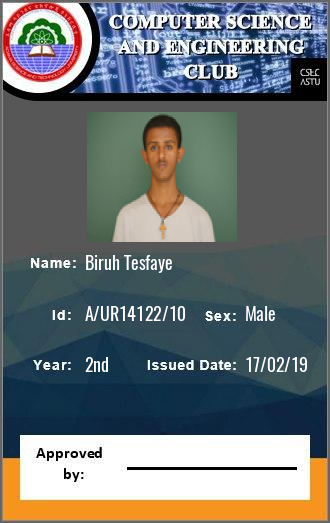 COMPUTER SCIENCE
AND ENGINEERING
CLUB
CSEC
ASTU
Name: Biruh Tesfaye
Id: A/UR14122/10 Sex: Male
Year: 2nd Issued Date: 17/02/19
Approved
by: